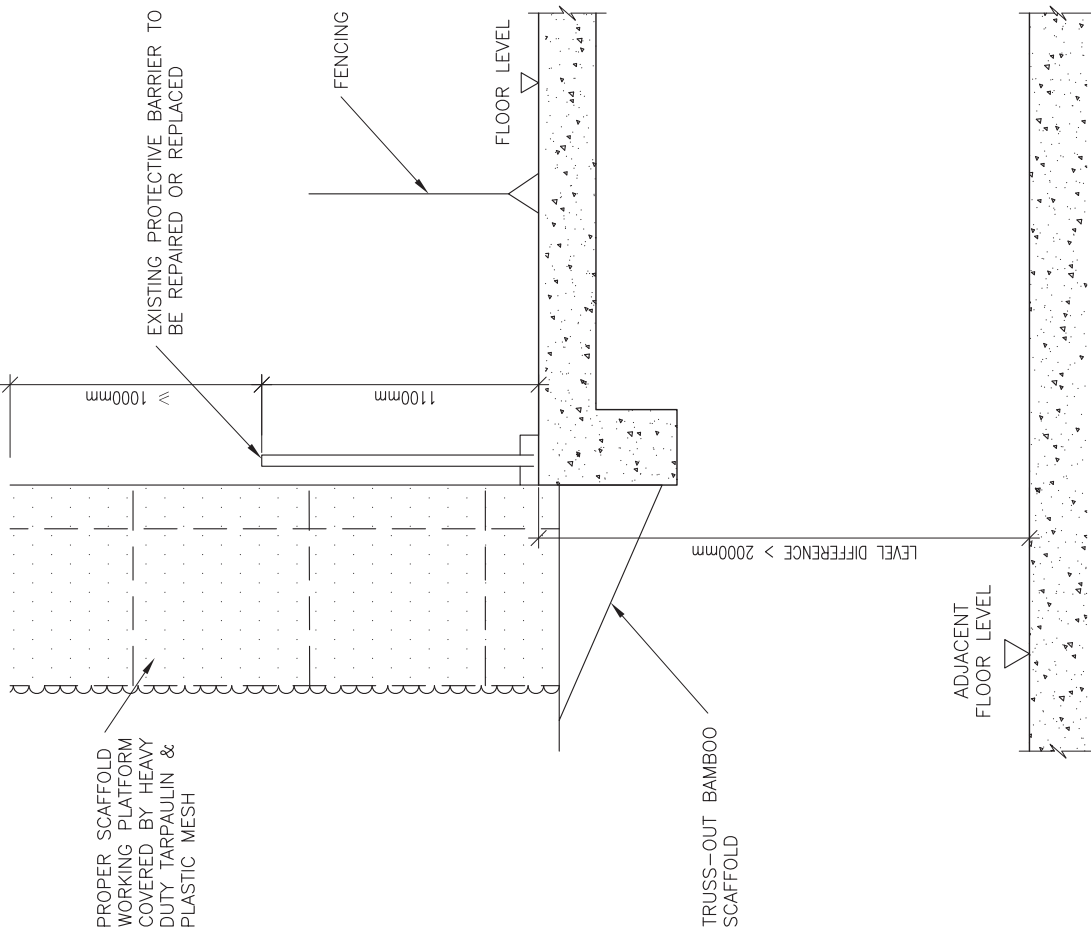 EXISTING PROTECTIVE BARRIER TO
BE REPAIRED OR REPLACED
FENCING
FLOOR LEVEL
≥ 1000mm
1100mm
PROPER SCAFFOLD
WORKING PLATFORM
COVERED BY HEAVY
DUTY TARPAULIN &
PLASTIC MESH
LEVEL DIFFERENCE > 2000mm
TRUSS-OUT BAMBOO
SCAFFOLD
ADJACENT
FLOOR LEVEL